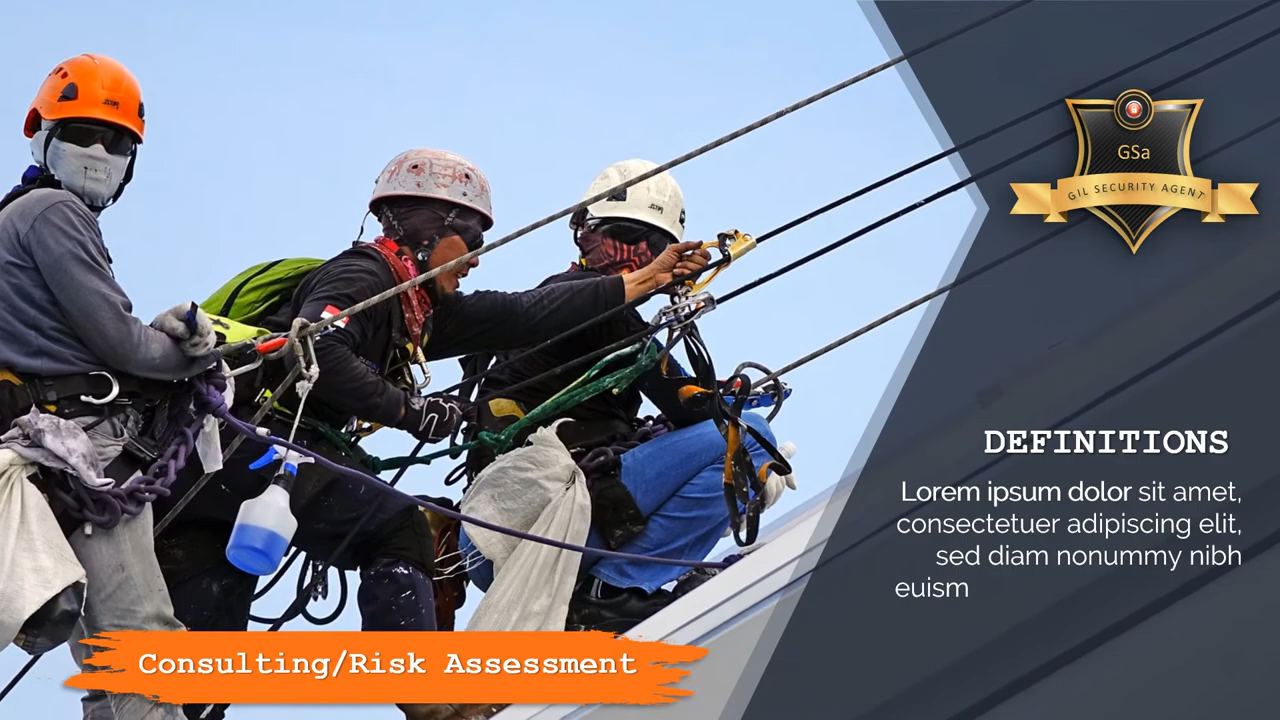 GSa
GIL SECURITY AGENT
DEFINITIONS
Lorem ipsum dolor sit amet,
consectetuer adipiscing elit,
sed diam nonummy nibh
euism
Consulting/Risk Assessment